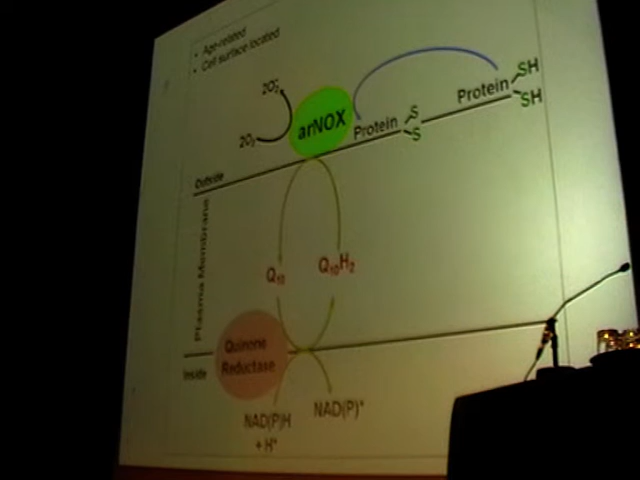 • Age-related
• Cell surface located
2O₂⁻
2O₂
arNOX
Protein
S
S
Protein
SH
SH
Outside
Plasma Membrane
Q₁₀
Q₁₀H₂
Quinone
Reductase
Inside
NAD(P)H
+ H⁺
NAD(P)⁺